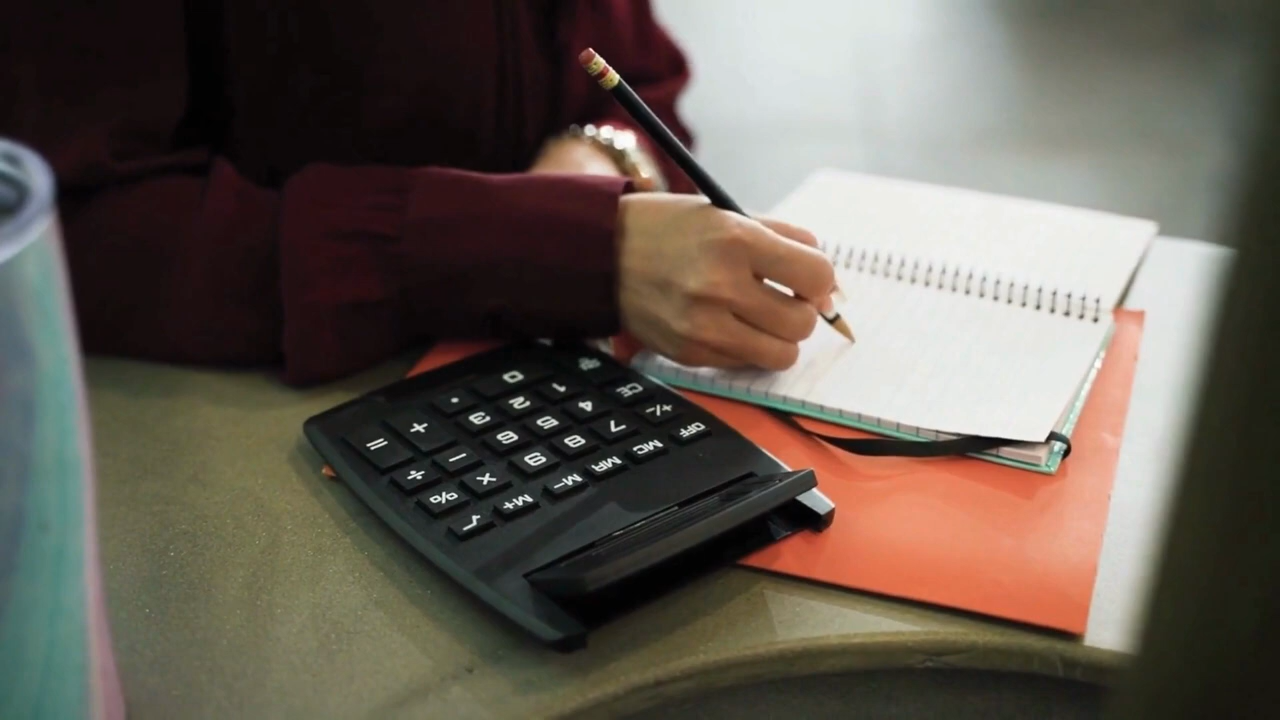 OFF MC MR M− M+ √
+/− 7 8 9 × %
CE 4 5 6 − ÷
1 2 3 + =
0 .